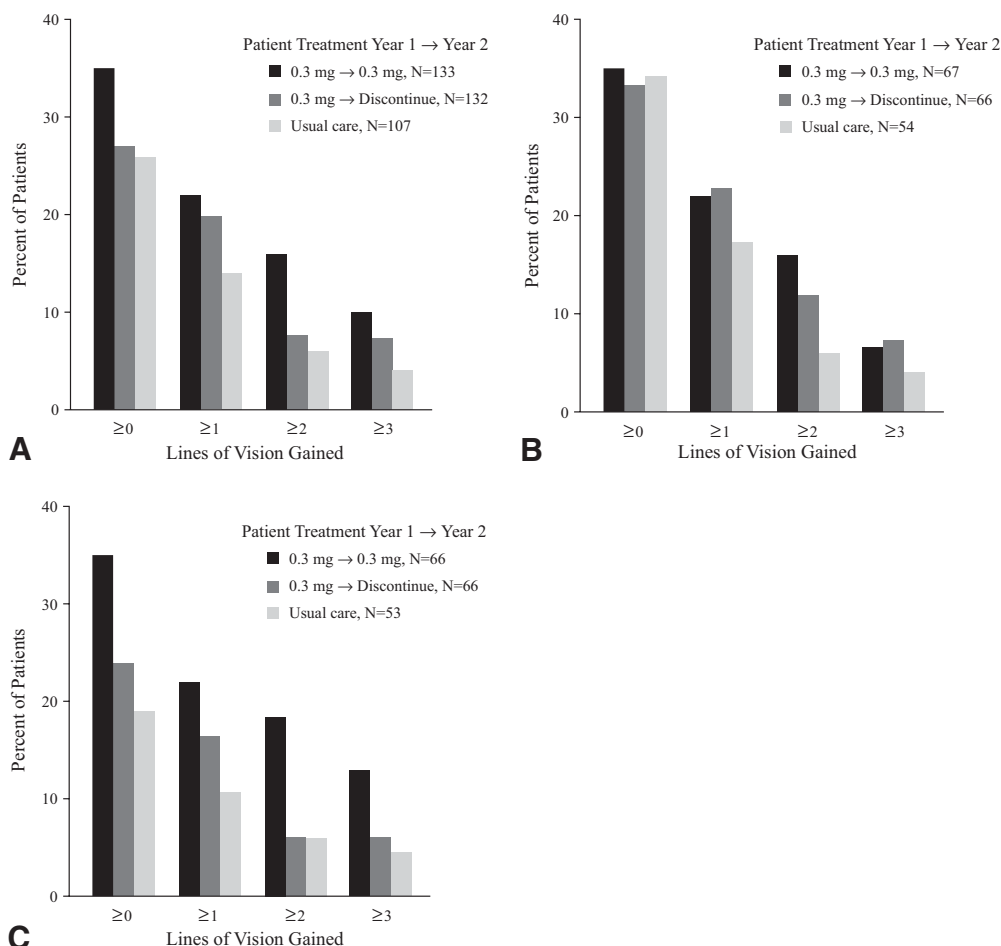 40
30
20
10
0
Percent of Patients
Patient Treatment Year 1 → Year 2
0.3 mg → 0.3 mg, N=133
0.3 mg → Discontinue, N=132
Usual care, N=107
≥0 ≥1 ≥2 ≥3
Lines of Vision Gained
A
40
30
20
10
0
Percent of Patients
Patient Treatment Year 1 → Year 2
0.3 mg → 0.3 mg, N=67
0.3 mg → Discontinue, N=66
Usual care, N=54
≥0 ≥1 ≥2 ≥3
Lines of Vision Gained
B
40
30
20
10
0
Percent of Patients
Patient Treatment Year 1 → Year 2
0.3 mg → 0.3 mg, N=66
0.3 mg → Discontinue, N=66
Usual care, N=53
≥0 ≥1 ≥2 ≥3
Lines of Vision Gained
C